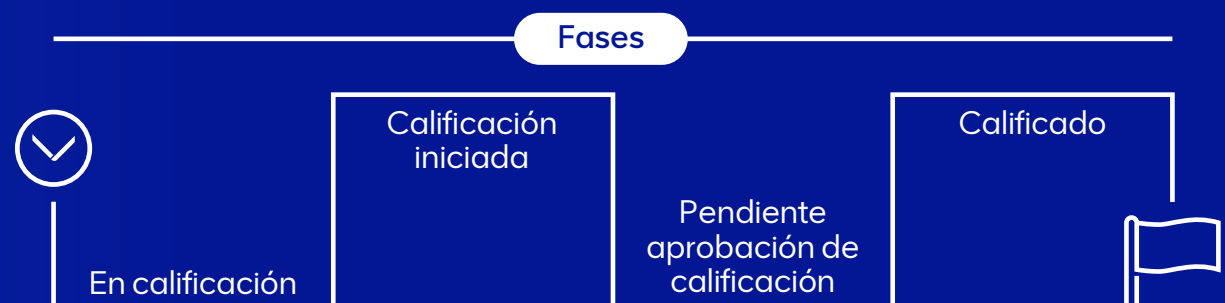 Fases
En calificación
Calificación
iniciada
Pendiente
aprobación de
calificación
Calificado